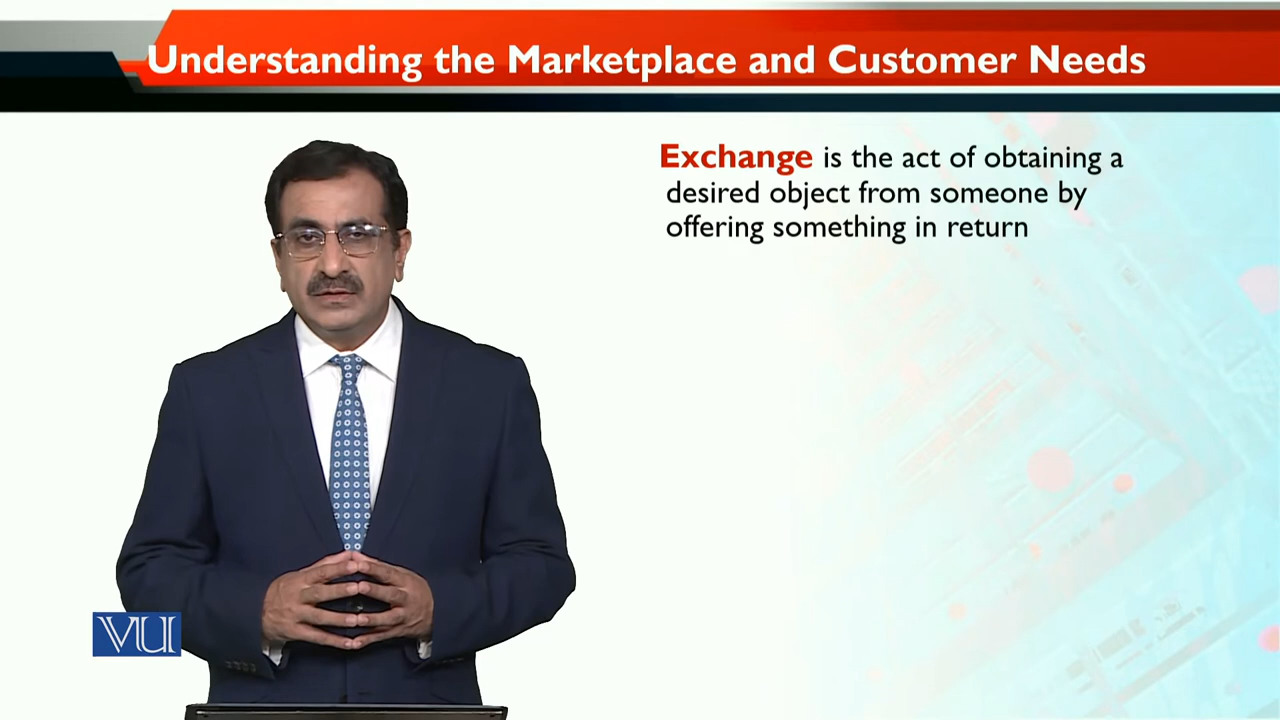 Understanding the Marketplace and Customer Needs
Exchange is the act of obtaining a
desired object from someone by
offering something in return
VU